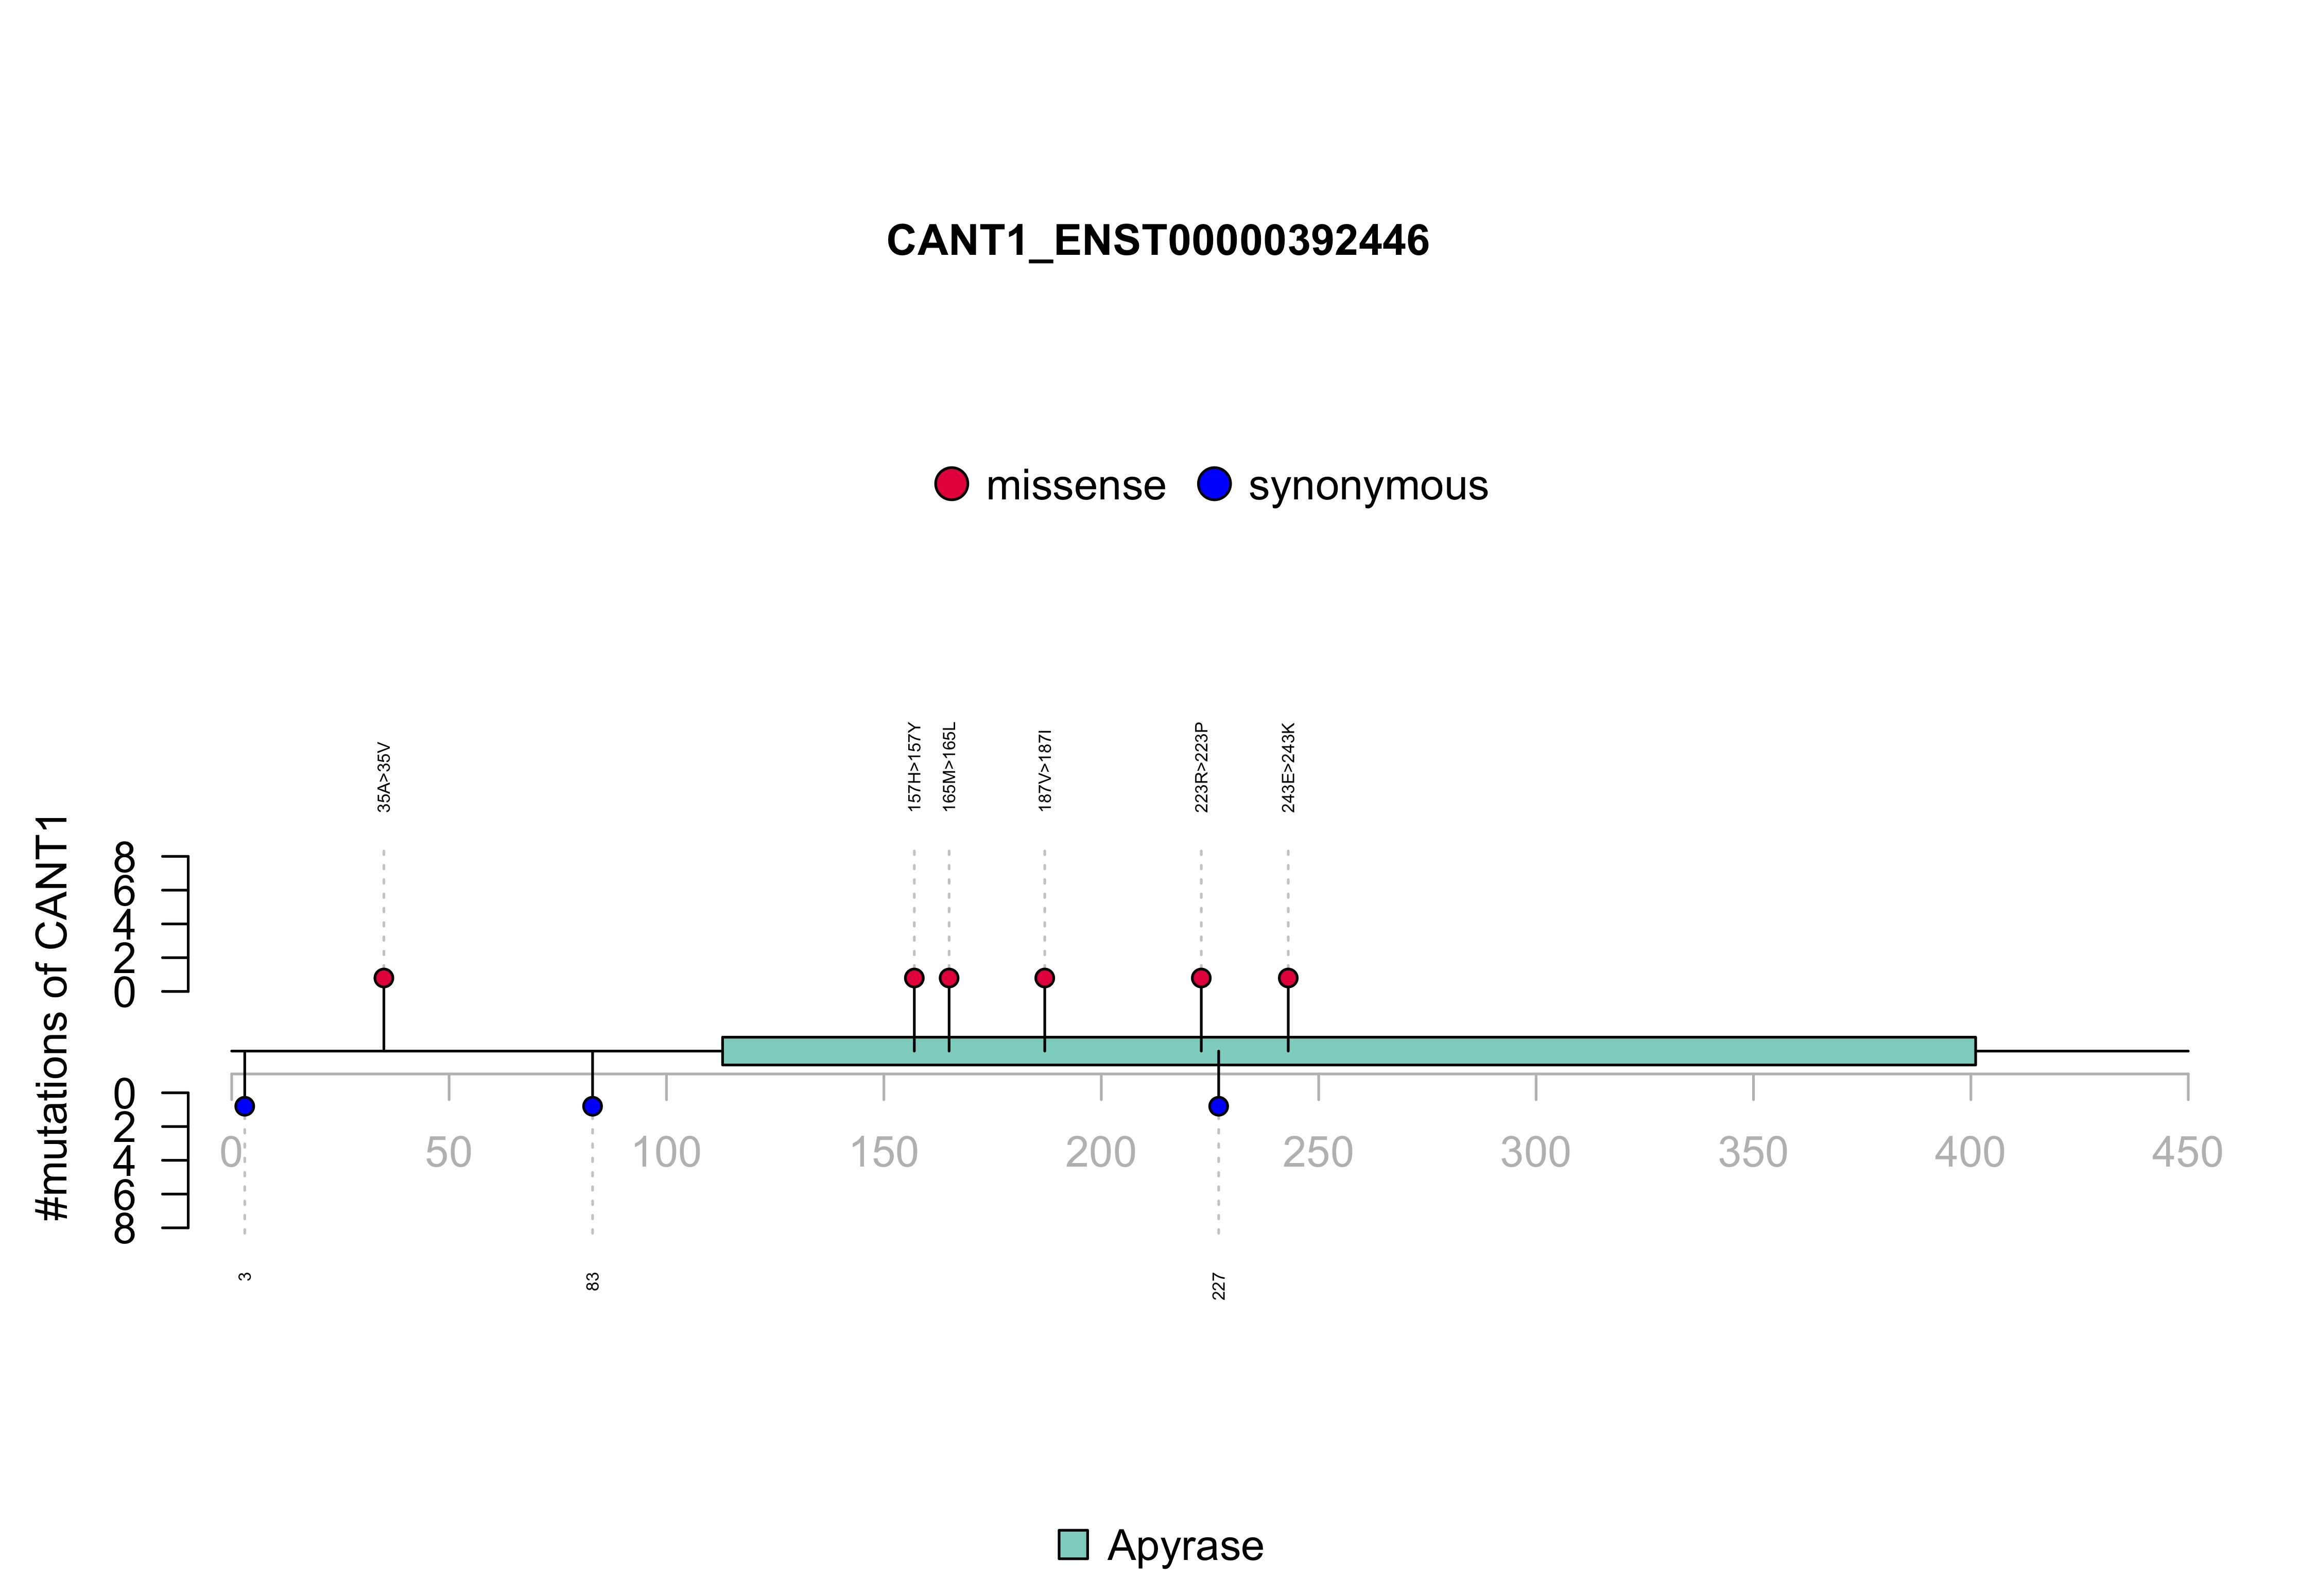 CANT1_ENST00000392446
missense synonymous
35A>35V 157H>157Y 165M>165L 187V>187I 223R>223P 243E>243K
#mutations of CANT1
8
6
4
2
0
0
2
4
6
8
0 50 100 150 200 250 300 350 400 450
3 83 227
Apyrase